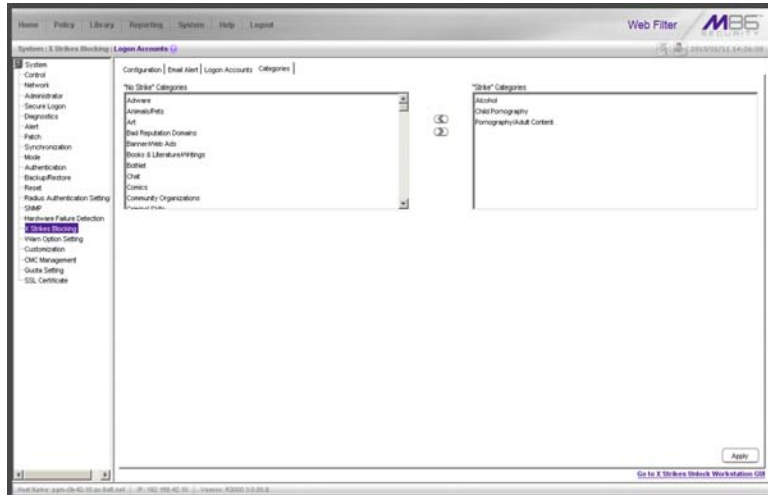 Home Policy Library Reporting System Help Logout
Web Filter
M86
SECURITY
System : X Strikes Blocking : Logon Accounts
System
Control
Network
Administrator
Secure Logon
Diagnostics
Alert
Patch
Synchronization
Mode
Authentication
Backup/Restore
Reset
Radius Authentication Setting
SNMP
Hardware Failure Detection
X Strikes Blocking
Warn Option Setting
Customization
CMC Management
Quota Setting
SSL Certificate
Configuration Email Alert Logon Accounts Categories
"No Strike" Categories
Adware
Animals/Pets
Art
Bad Reputation Domains
Banner/Web Ads
Books & Literature/Writings
BotNet
Chat
Comics
Community Organizations
"Strike" Categories
Alcohol
Child Pornography
Pornography/Adult Content
Apply
Go to X Strikes Unlock Workstation GUI